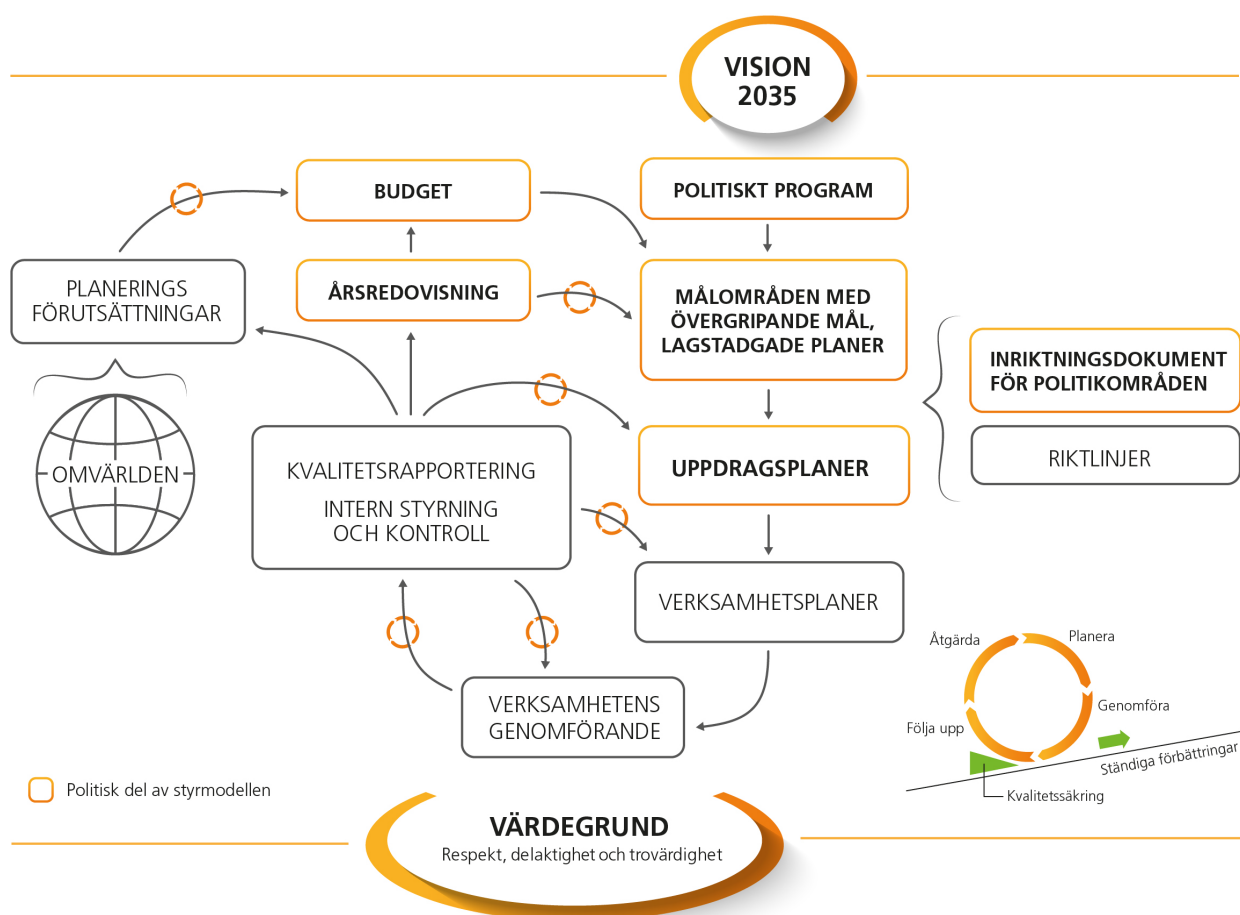 VISION
2035
BUDGET
POLITISKT PROGRAM
PLANERINGS
FÖRUTSÄTTNINGAR
ÅRSREDOVISNING
MÅLOMRÅDEN MED
ÖVERGRIPANDE MÅL,
LAGSTADGADE PLANER
INRIKTNINGSDOKUMENT
FÖR POLITIKOMRÅDEN
RIKTLINJER
OMVÄRLDEN
KVALITETSRAPPORTERING
INTERN STYRNING
OCH KONTROLL
UPPDRAGSPLANER
VERKSAMHETSPLANER
VERKSAMHETENS
GENOMFÖRANDE
Åtgärda
Planera
Genomföra
Följa upp
Ständiga förbättringar
Kvalitetssäkring
Politisk del av styrmodellen
VÄRDEGRUND
Respekt, delaktighet och trovärdighet